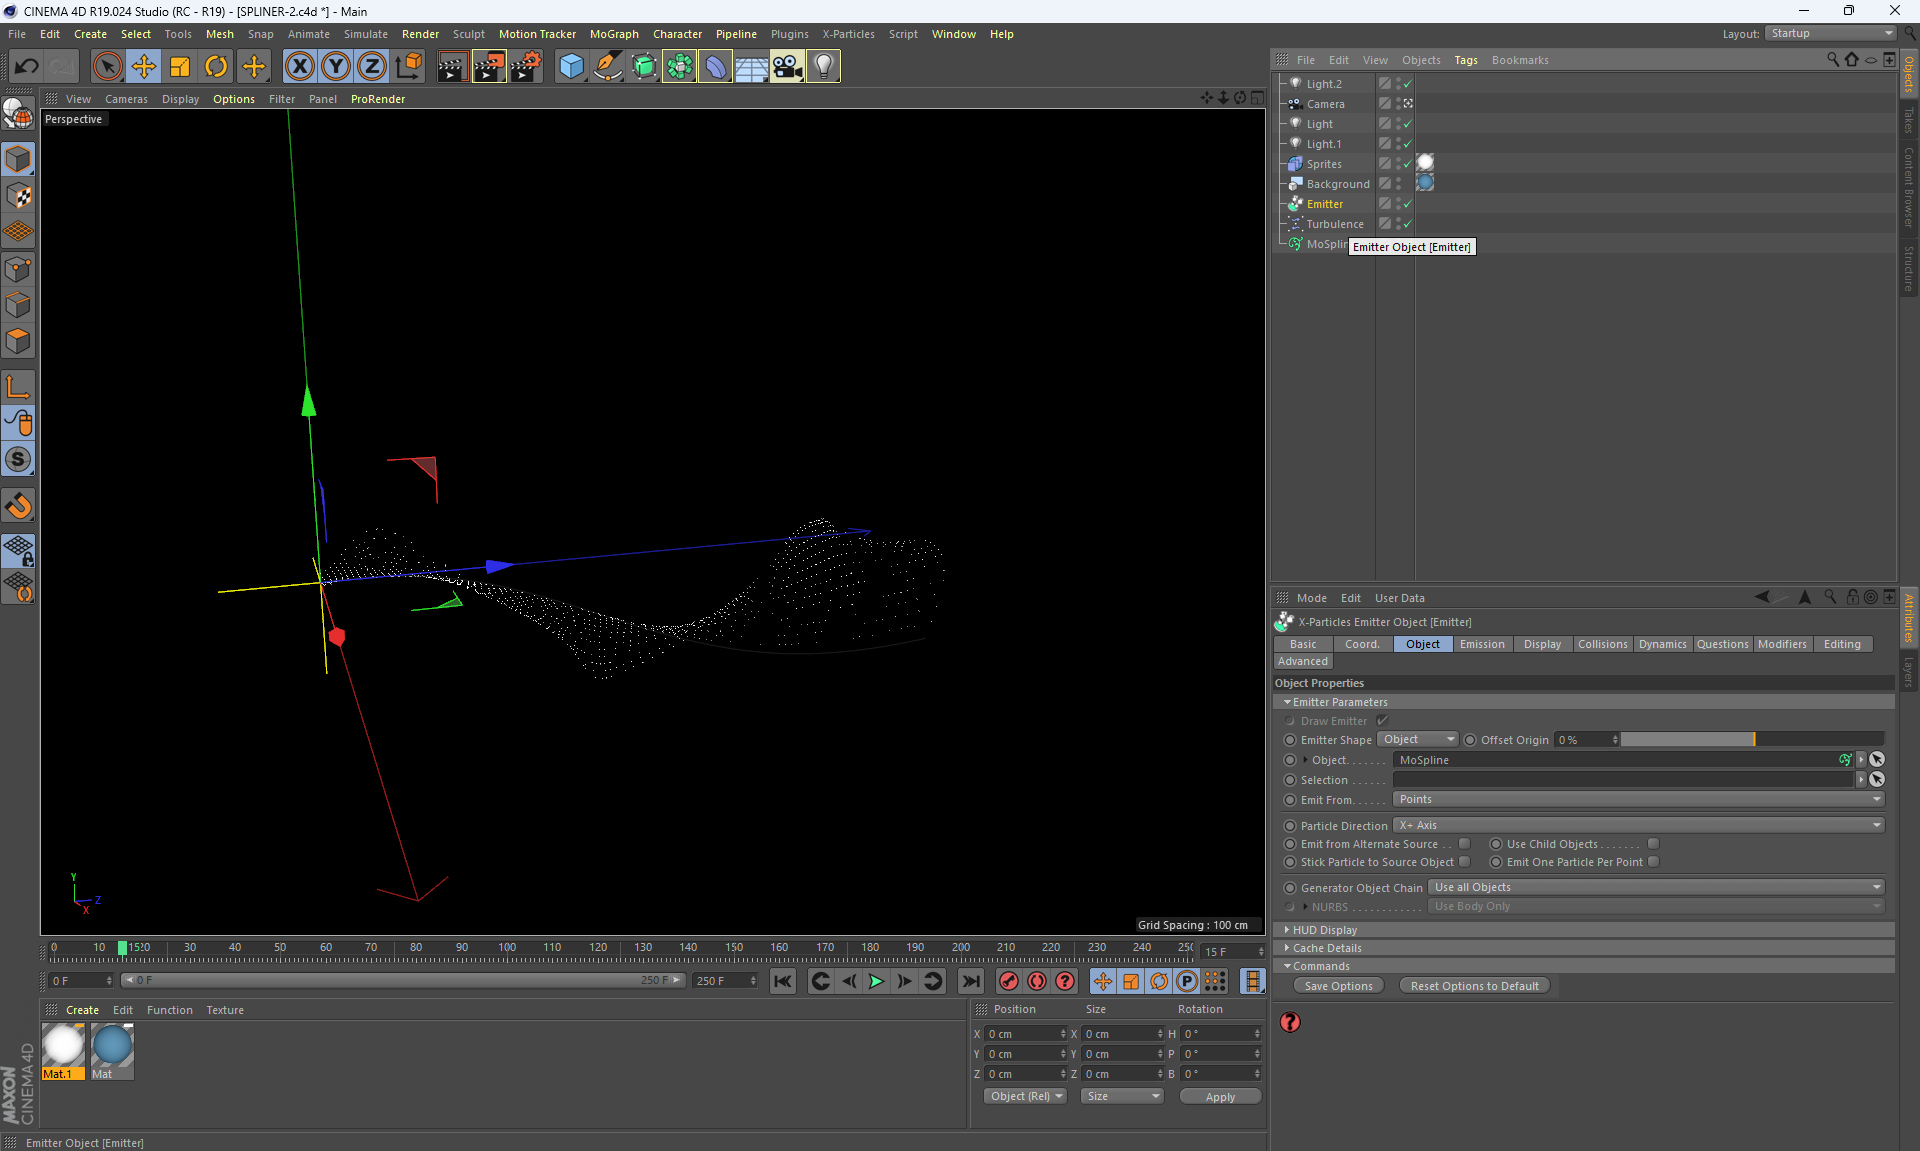 CINEMA 4D R19.024 Studio (RC - R19) - [SPLINER-2.c4d *] - Main
File Edit Create Select Tools Mesh Snap Animate Simulate Render Sculpt Motion Tracker MoGraph Character Pipeline Plugins X-Particles Script Window Help
Layout: Startup
View Cameras Display Options Filter Panel ProRender
Perspective
Grid Spacing : 100 cm
Y
Z
X
File Edit View Objects Tags Bookmarks
Light.2
Camera
Light
Light.1
Sprites
Background
Emitter
Turbulence
MoSplin
Emitter Object [Emitter]
Objects
Takes
Content Browser
Structure
Mode Edit User Data
X-Particles Emitter Object [Emitter]
Basic Coord. Object Emission Display Collisions Dynamics Questions Modifiers Editing
Advanced
Object Properties
Emitter Parameters
Draw Emitter
Emitter Shape Object Offset Origin 0 %
Object. . . . . . . MoSpline
Selection . . . . . .
Emit From. . . . . . Points
Particle Direction X+ Axis
Emit from Alternate Source . . Use Child Objects . . . . . . .
Stick Particle to Source Object Emit One Particle Per Point
Generator Object Chain Use all Objects
NURBS . . . . . . . . . . . . Use Body Only
HUD Display
Cache Details
Commands
Save Options Reset Options to Default
Attributes
Layers
0 10 1520 30 40 50 60 70 80 90 100 110 120 130 140 150 160 170 180 190 200 210 220 230 240 250 15 F
0 F 0 F 250 F 250 F
Create Edit Function Texture
Mat.1 Mat
Position Size Rotation
X 0 cm X 0 cm H 0 °
Y 0 cm Y 0 cm P 0 °
Z 0 cm Z 0 cm B 0 °
Object (Rel) Size Apply
MAXON
CINEMA 4D
Emitter Object [Emitter]